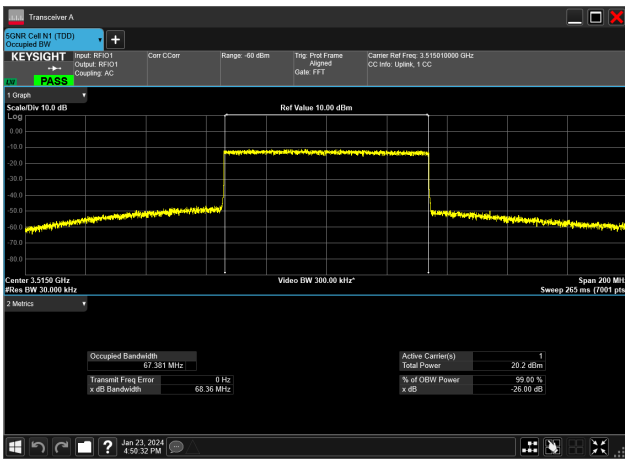 Transceiver A
5GNR Cell N1 (TDD)
Occupied BW
KEYSIGHT
LXI
PASS
Input: RFIO1
Output: RFIO1
Coupling: AC
Corr CCorr
Range: -60 dBm
Trig: Prot Frame
Aligned
Gate: FFT
Carrier Ref Freq: 3.515010000 GHz
CC Info: Uplink, 1 CC
1 Graph
Scale/Div 10.0 dB
Ref Value 10.00 dBm
Log
0.00
-10.0
-20.0
-30.0
-40.0
-50.0
-60.0
-70.0
-80.0
Center 3.5150 GHz
Video BW 300.00 kHz*
Span 200 MHz
#Res BW 30.000 kHz
Sweep 265 ms (7001 pts
2 Metrics
Occupied Bandwidth
67.381 MHz
Active Carrier(s) 1
Total Power 20.2 dBm
Transmit Freq Error 0 Hz
x dB Bandwidth 68.36 MHz
% of OBW Power 99.00 %
x dB -26.00 dB
?
Jan 23, 2024
4:50:32 PM